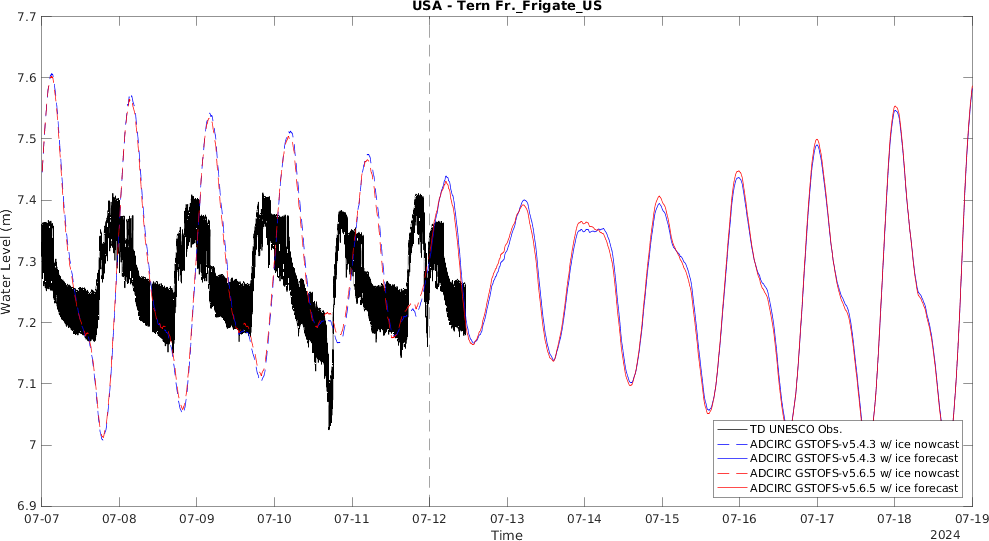 USA - Tern Fr._Frigate_US
7.7
7.6
7.5
7.4
7.3
7.2
7.1
7
6.9
Water Level (m)
TD UNESCO Obs.
ADCIRC GSTOFS-v5.4.3 w/ ice nowcast
ADCIRC GSTOFS-v5.4.3 w/ ice forecast
ADCIRC GSTOFS-v5.6.5 w/ ice nowcast
ADCIRC GSTOFS-v5.6.5 w/ ice forecast
07-07 07-08 07-09 07-10 07-11 07-12 07-13 07-14 07-15 07-16 07-17 07-18 07-19
Time
2024